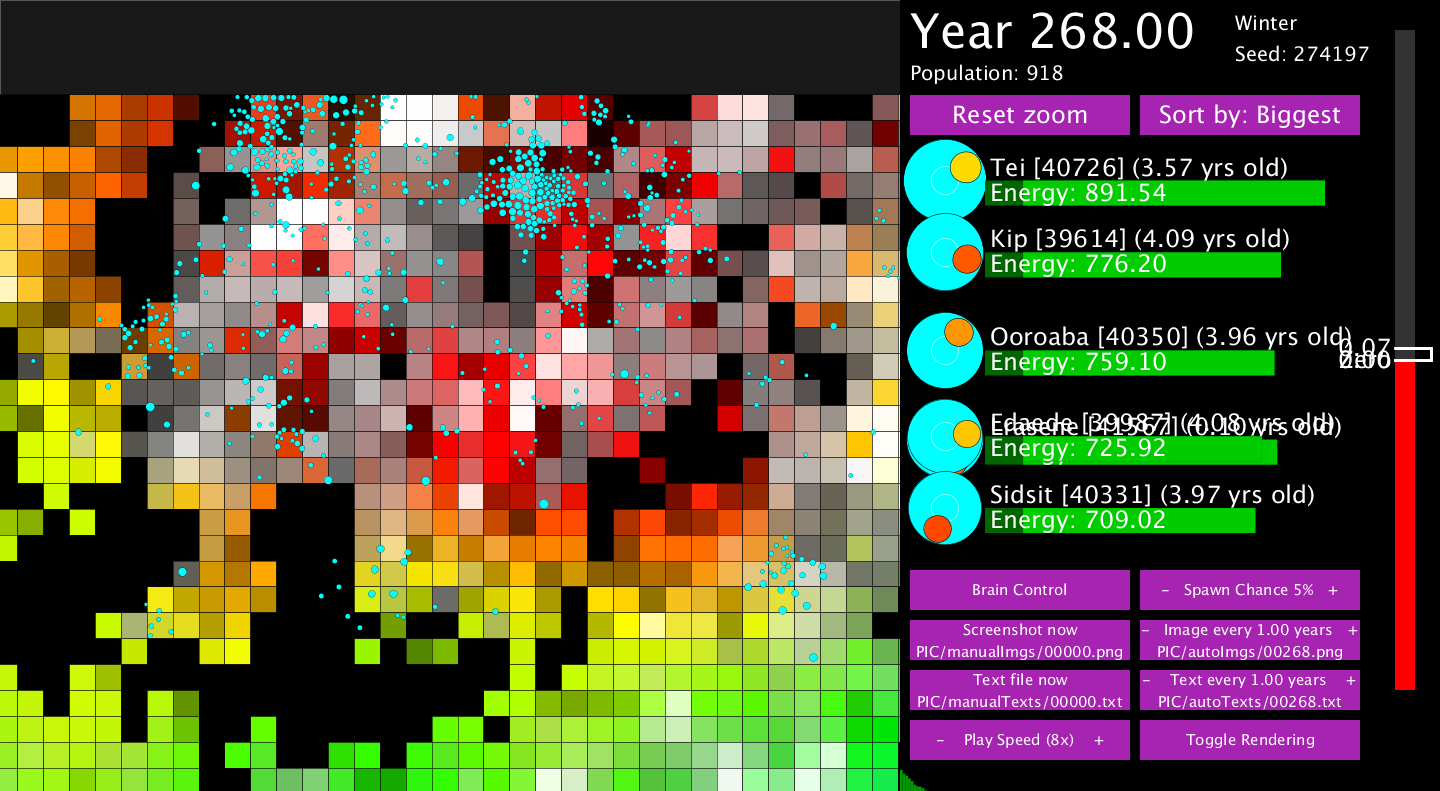 Year 268.00
Winter
Seed: 274197
Population: 918
Reset zoom
Sort by: Biggest
Tei [40726] (3.57 yrs old)
Energy: 891.54
Kip [39614] (4.09 yrs old)
Energy: 776.20
Ooroaba [40350] (3.96 yrs old)
Energy: 759.10
0.07
Energy: 725.92
Sidsit [40331] (3.97 yrs old)
Energy: 709.02
Brain Control
- Spawn Chance 5% +
Screenshot now
PIC/manualImgs/00000.png
- Image every 1.00 years +
PIC/autoImgs/00268.png
Text file now
PIC/manualTexts/00000.txt
- Text every 1.00 years +
PIC/autoTexts/00268.txt
- Play Speed (8x) +
Toggle Rendering